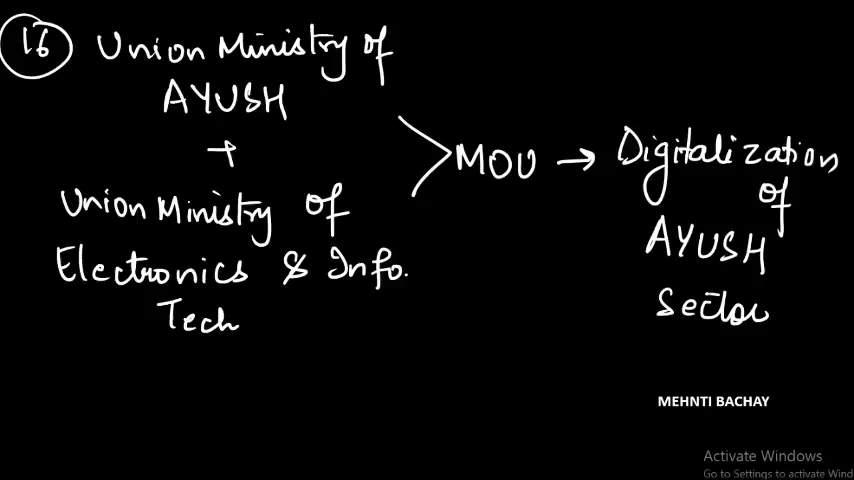 16
Union Ministry of
AYUSH
+
Union Ministry of
Electronics & Info.
Tech
MOU → Digitalization
of
AYUSH
Sector
MEHNTI BACHAY
Activate Windows
Go to Settings to activate Wind